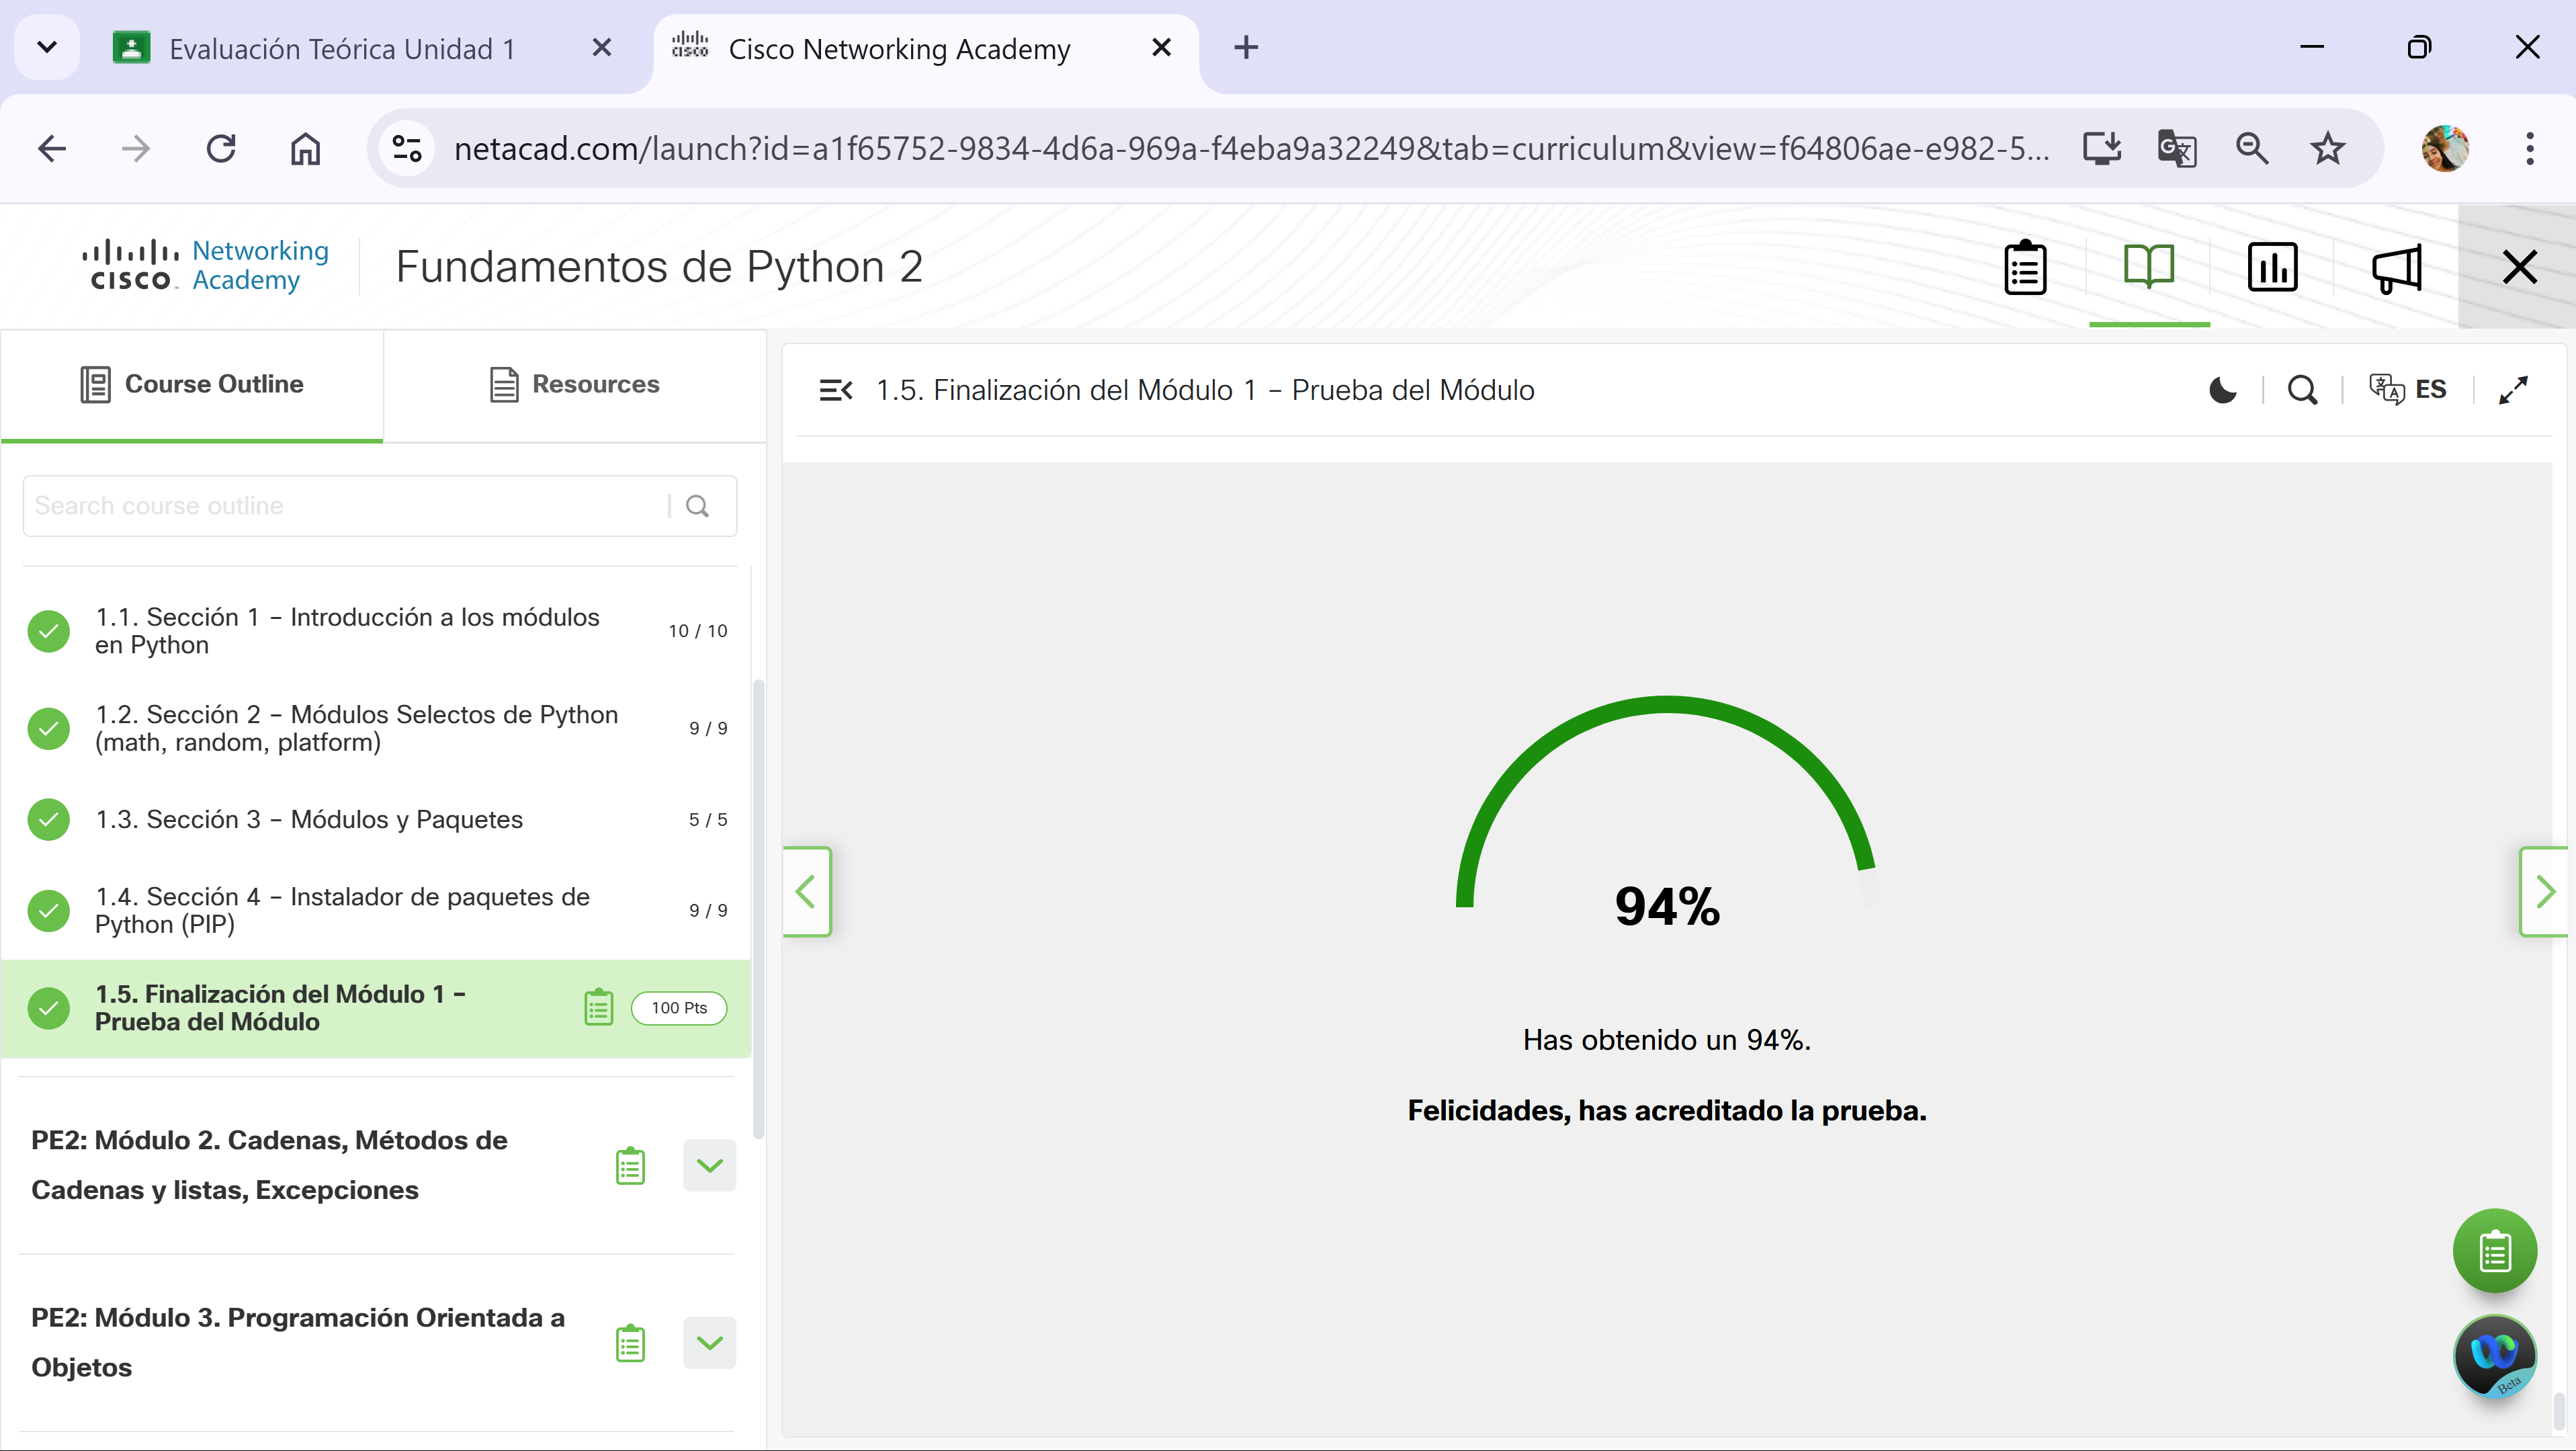 Evaluación Teórica Unidad 1
Cisco Networking Academy
netacad.com/launch?id=a1f65752-9834-4d6a-969a-f4eba9a32249&tab=curriculum&view=f64806ae-e982-5...
CISCO
Networking
Academy
Fundamentos de Python 2
Course Outline
Resources
Search course outline
1.1. Sección 1 – Introducción a los módulos
en Python
10 / 10
1.2. Sección 2 – Módulos Selectos de Python
(math, random, platform)
9 / 9
1.3. Sección 3 – Módulos y Paquetes
5 / 5
1.4. Sección 4 – Instalador de paquetes de
Python (PIP)
9 / 9
1.5. Finalización del Módulo 1 –
Prueba del Módulo
100 Pts
PE2: Módulo 2. Cadenas, Métodos de
Cadenas y listas, Excepciones
PE2: Módulo 3. Programación Orientada a
Objetos
1.5. Finalización del Módulo 1 – Prueba del Módulo
ES
94%
Has obtenido un 94%.
Felicidades, has acreditado la prueba.
Beta